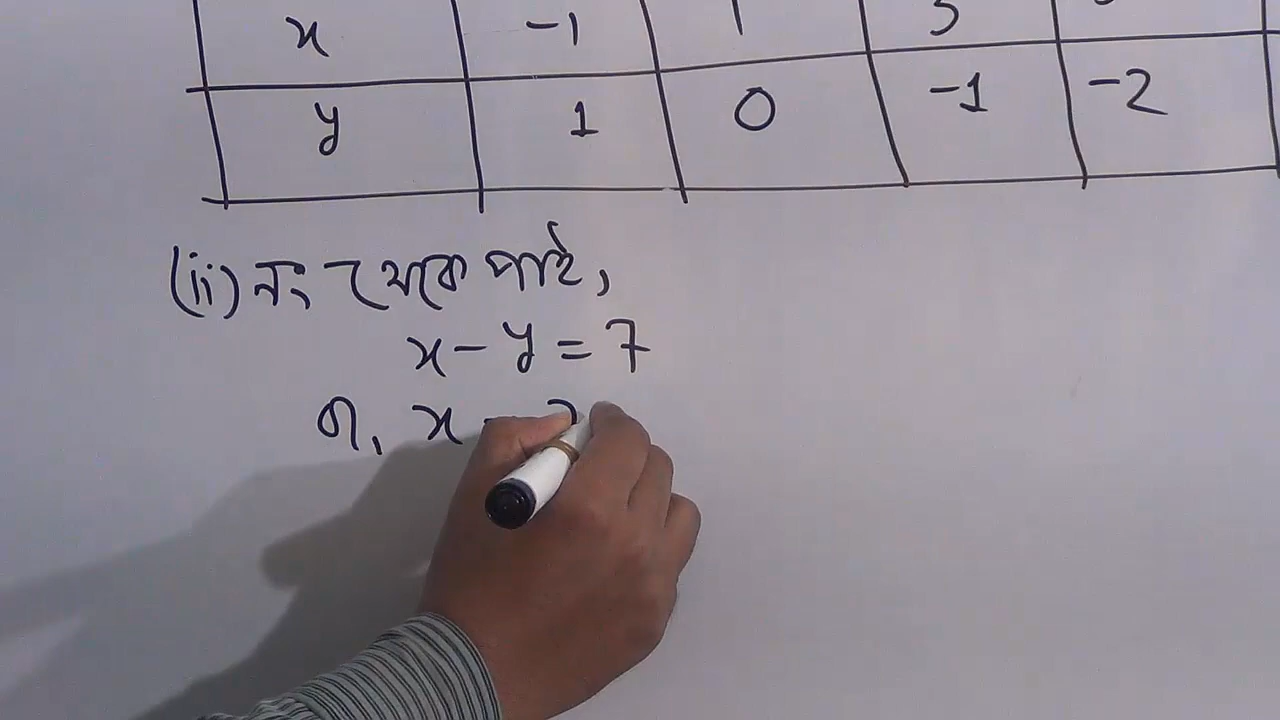 x -1 1 3
y 1 0 -1 -2
(ii) নং থেকে পাই,
x - y = 7
বা, x